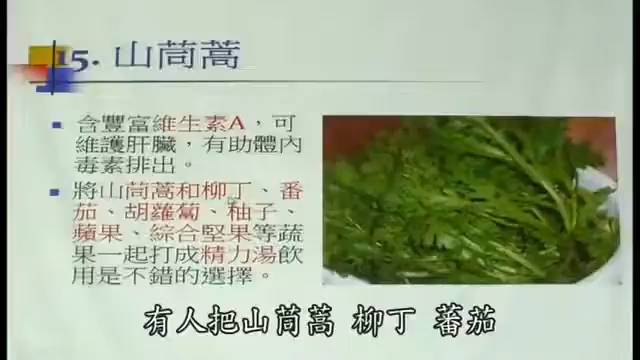 15. 山茼蒿
含豐富維生素A，可
維護肝臟，有助體內
毒素排出。
將山茼蒿和柳丁、番
茄、胡蘿蔔、柚子、
蘋果、綜合堅果等蔬
果一起打成精力湯飲
用是不錯的選擇。
有人把山茼蒿 柳丁 蕃茄